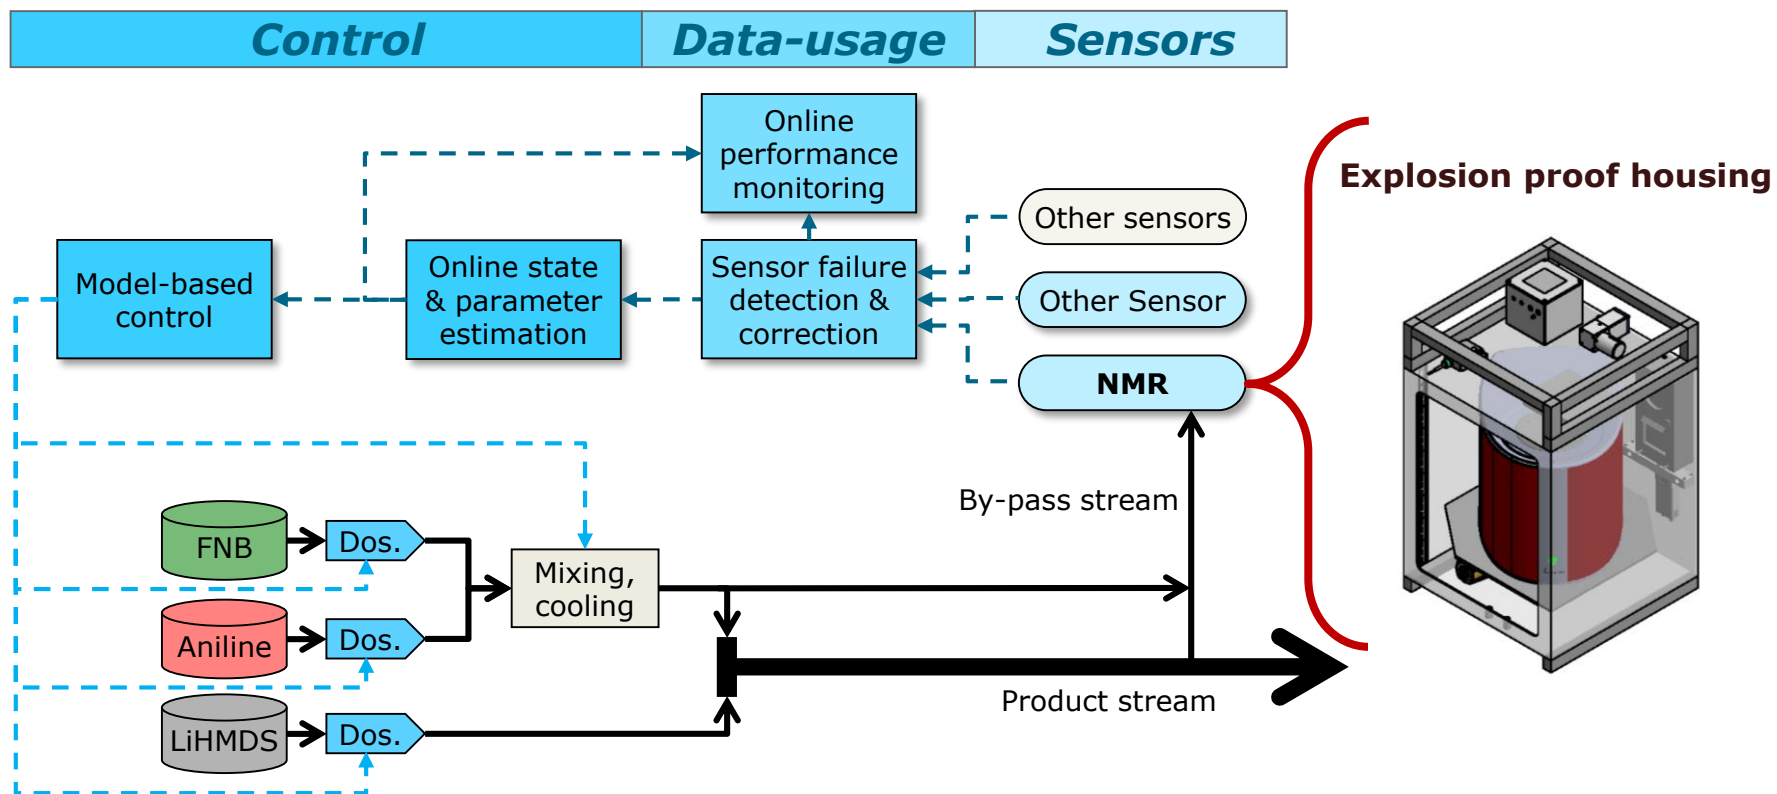 Control
Data-usage
Sensors
Online
performance
monitoring
Explosion proof housing
Other sensors
Model-based
control
Online state
& parameter
estimation
Sensor failure
detection &
correction
Other Sensor
NMR
By-pass stream
FNB
Dos.
Mixing,
cooling
Aniline
Dos.
Product stream
LiHMDS
Dos.